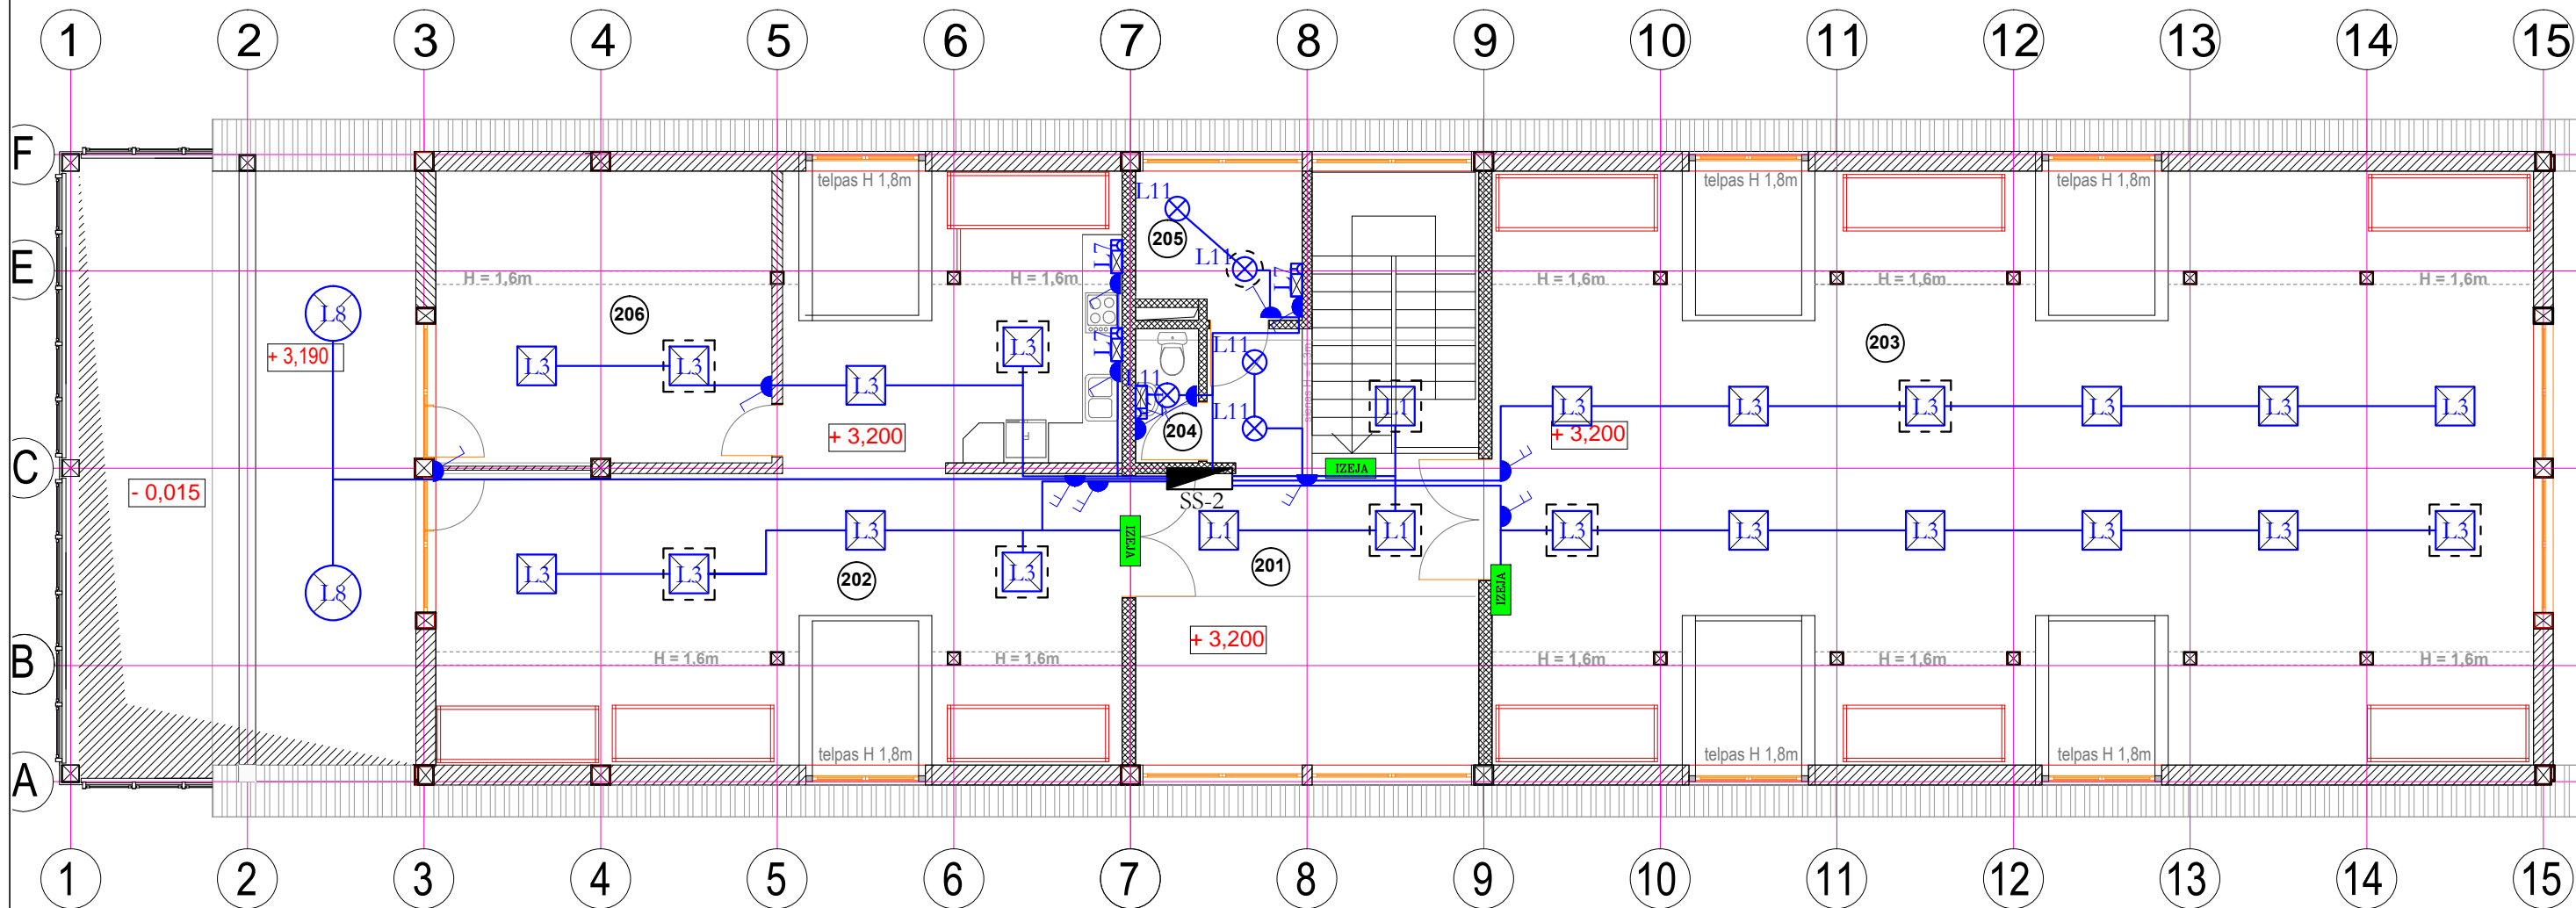 1 2 3 4 5 6 7 8 9 10 11 12 13 14 15
F
telpas H 1,8m telpas H 1,8m telpas H 1,8m
L11
205
E
L7 L11 L7
H = 1,6m H = 1,6m H = 1,6m H = 1,6m H = 1,6m
L8 206
+ 3,190 203
L3 L3 L3 L3 L7 L11
L11
L3 L3 L3 L3 L3 L3
L1
L11
204
+ 3,200 + 3,200
C
IZEJA
- 0,015
SS-2
L3 IZEJA L1 L1 L3 L3 L3 L3 L3 L3
L3 L3 L3
202 201
L8 IZEJA
+ 3,200
B
H = 1.6m H = 1.6m H = 1,6m H = 1,6m H = 1,6m
telpas H 1,8m telpas H 1,8m telpas H 1,8m
A
1 2 3 4 5 6 7 8 9 10 11 12 13 14 15